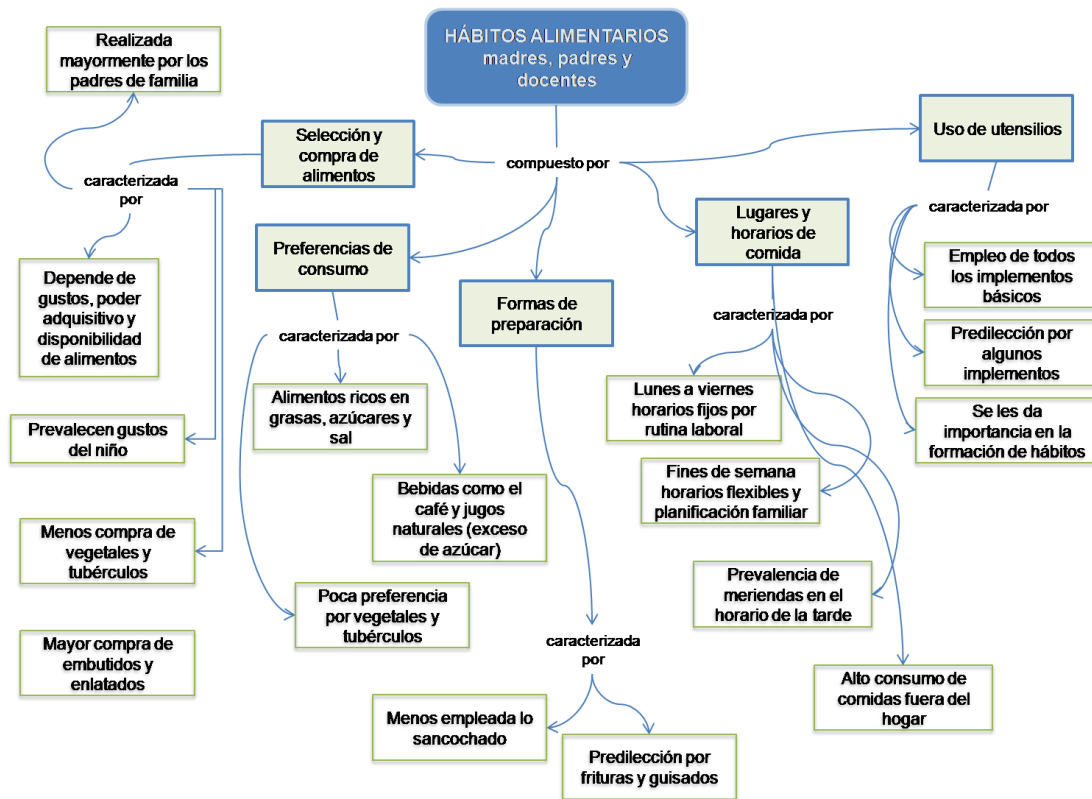 HÁBITOS ALIMENTARIOS
madres, padres y
docentes
compuesto por
Selección y
compra de
alimentos
caracterizada
por
Realizada
mayormente por los
padres de familia
Depende de
gustos, poder
adquisitivo y
disponibilidad
de alimentos
Prevalecen gustos
del niño
Menos compra de
vegetales y
tubérculos
Mayor compra de
embutidos y
enlatados
Preferencias de
consumo
caracterizada por
Alimentos ricos en
grasas, azúcares y
sal
Bebidas como el
café y jugos
naturales (exceso
de azúcar)
Poca preferencia
por vegetales y
tubérculos
Formas de
preparación
caracterizada
por
Menos empleada lo
sancochado
Predilección por
frituras y guisados
Lugares y
horarios de
comida
caracterizada por
Lunes a viernes
horarios fijos por
rutina laboral
Fines de semana
horarios flexibles y
planificación familiar
Prevalencia de
meriendas en el
horario de la tarde
Alto consumo de
comidas fuera del
hogar
Uso de utensilios
caracterizada por
Empleo de todos
los implementos
básicos
Predilección por
algunos
implementos
Se les da
importancia en la
formación de hábitos